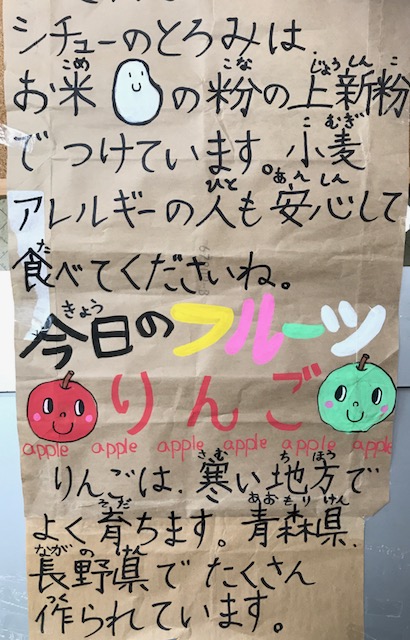 シチューのとろみは
お米の粉の上新粉
でつけています。小麦
アレルギーの人も安心して
食べてくださいね。
今日のフルーツ
りんご
apple apple apple apple apple apple
りんごは、寒い地方で
よく育ちます。青森県、
長野県でたくさん
作られています。